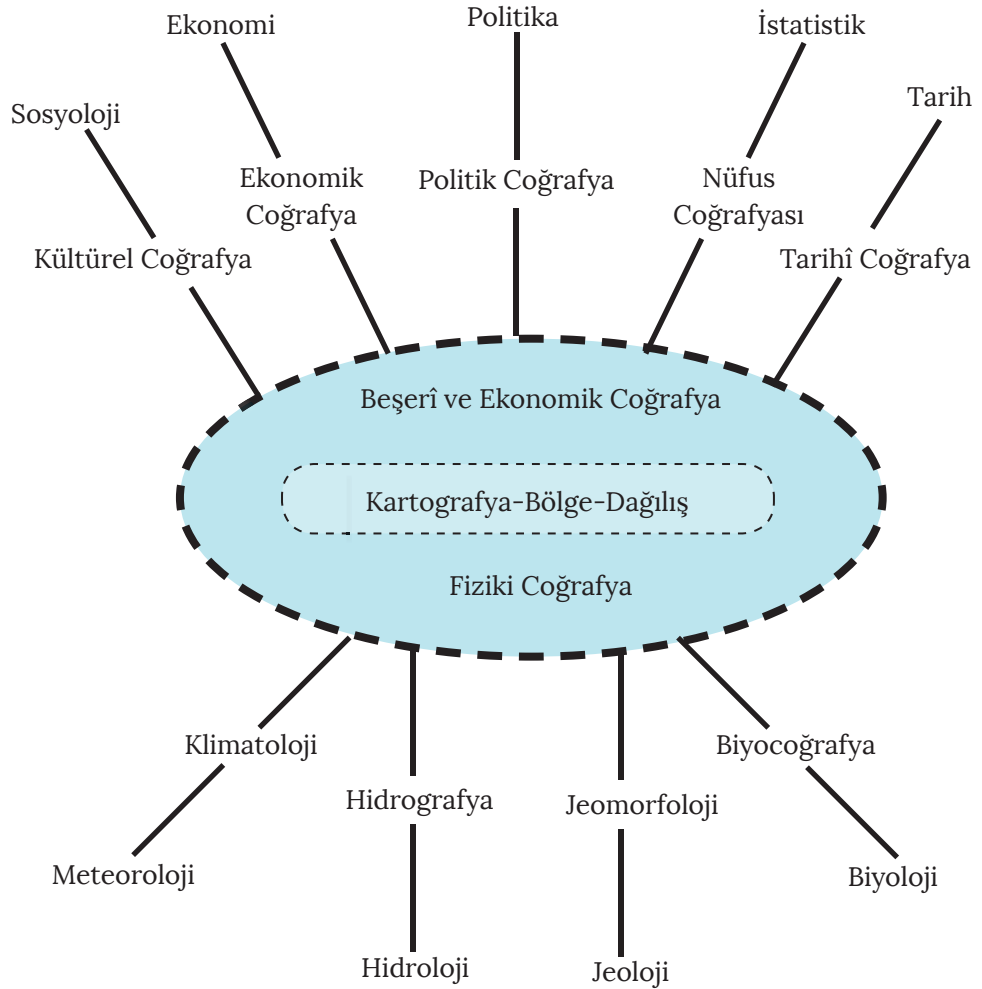 Politika
Ekonomi
İstatistik
Tarih
Sosyoloji
Ekonomik
Coğrafya
Politik Coğrafya
Nüfus
Coğrafyası
Kültürel Coğrafya
Tarihî Coğrafya
Beşerî ve Ekonomik Coğrafya
Kartografya-Bölge-Dağılış
Fiziki Coğrafya
Klimatoloji
Biyocoğrafya
Hidrografya
Jeomorfoloji
Meteoroloji
Biyoloji
Hidroloji
Jeoloji